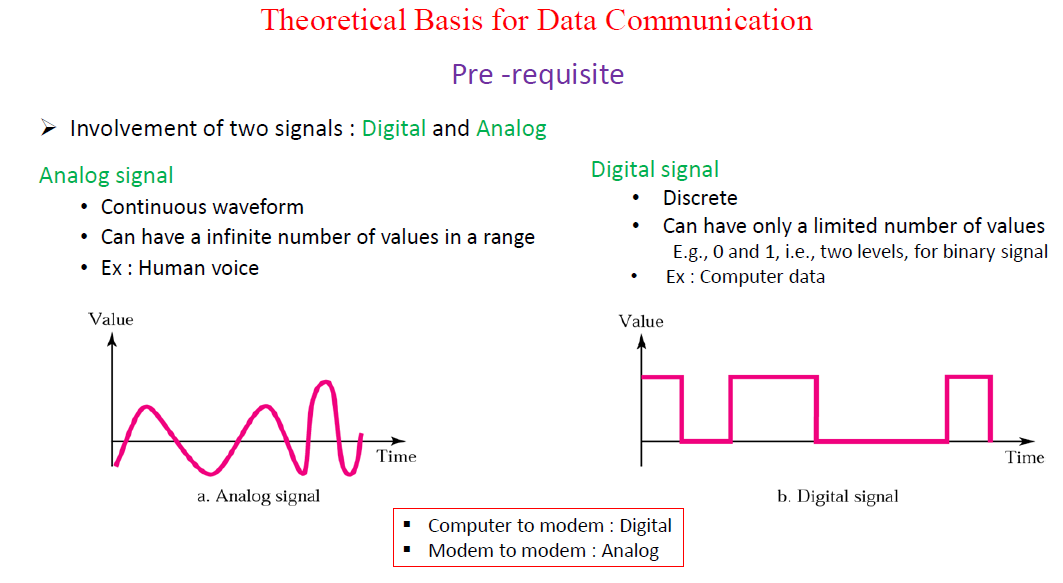 Theoretical Basis for Data Communication
Pre -requisite
➢ Involvement of two signals : Digital and Analog
Analog signal
• Continuous waveform
• Can have a infinite number of values in a range
• Ex : Human voice
Value
Time
a. Analog signal
Digital signal
• Discrete
• Can have only a limited number of values
E.g., 0 and 1, i.e., two levels, for binary signal
• Ex : Computer data
Value
Time
b. Digital signal
▪ Computer to modem : Digital
▪ Modem to modem : Analog